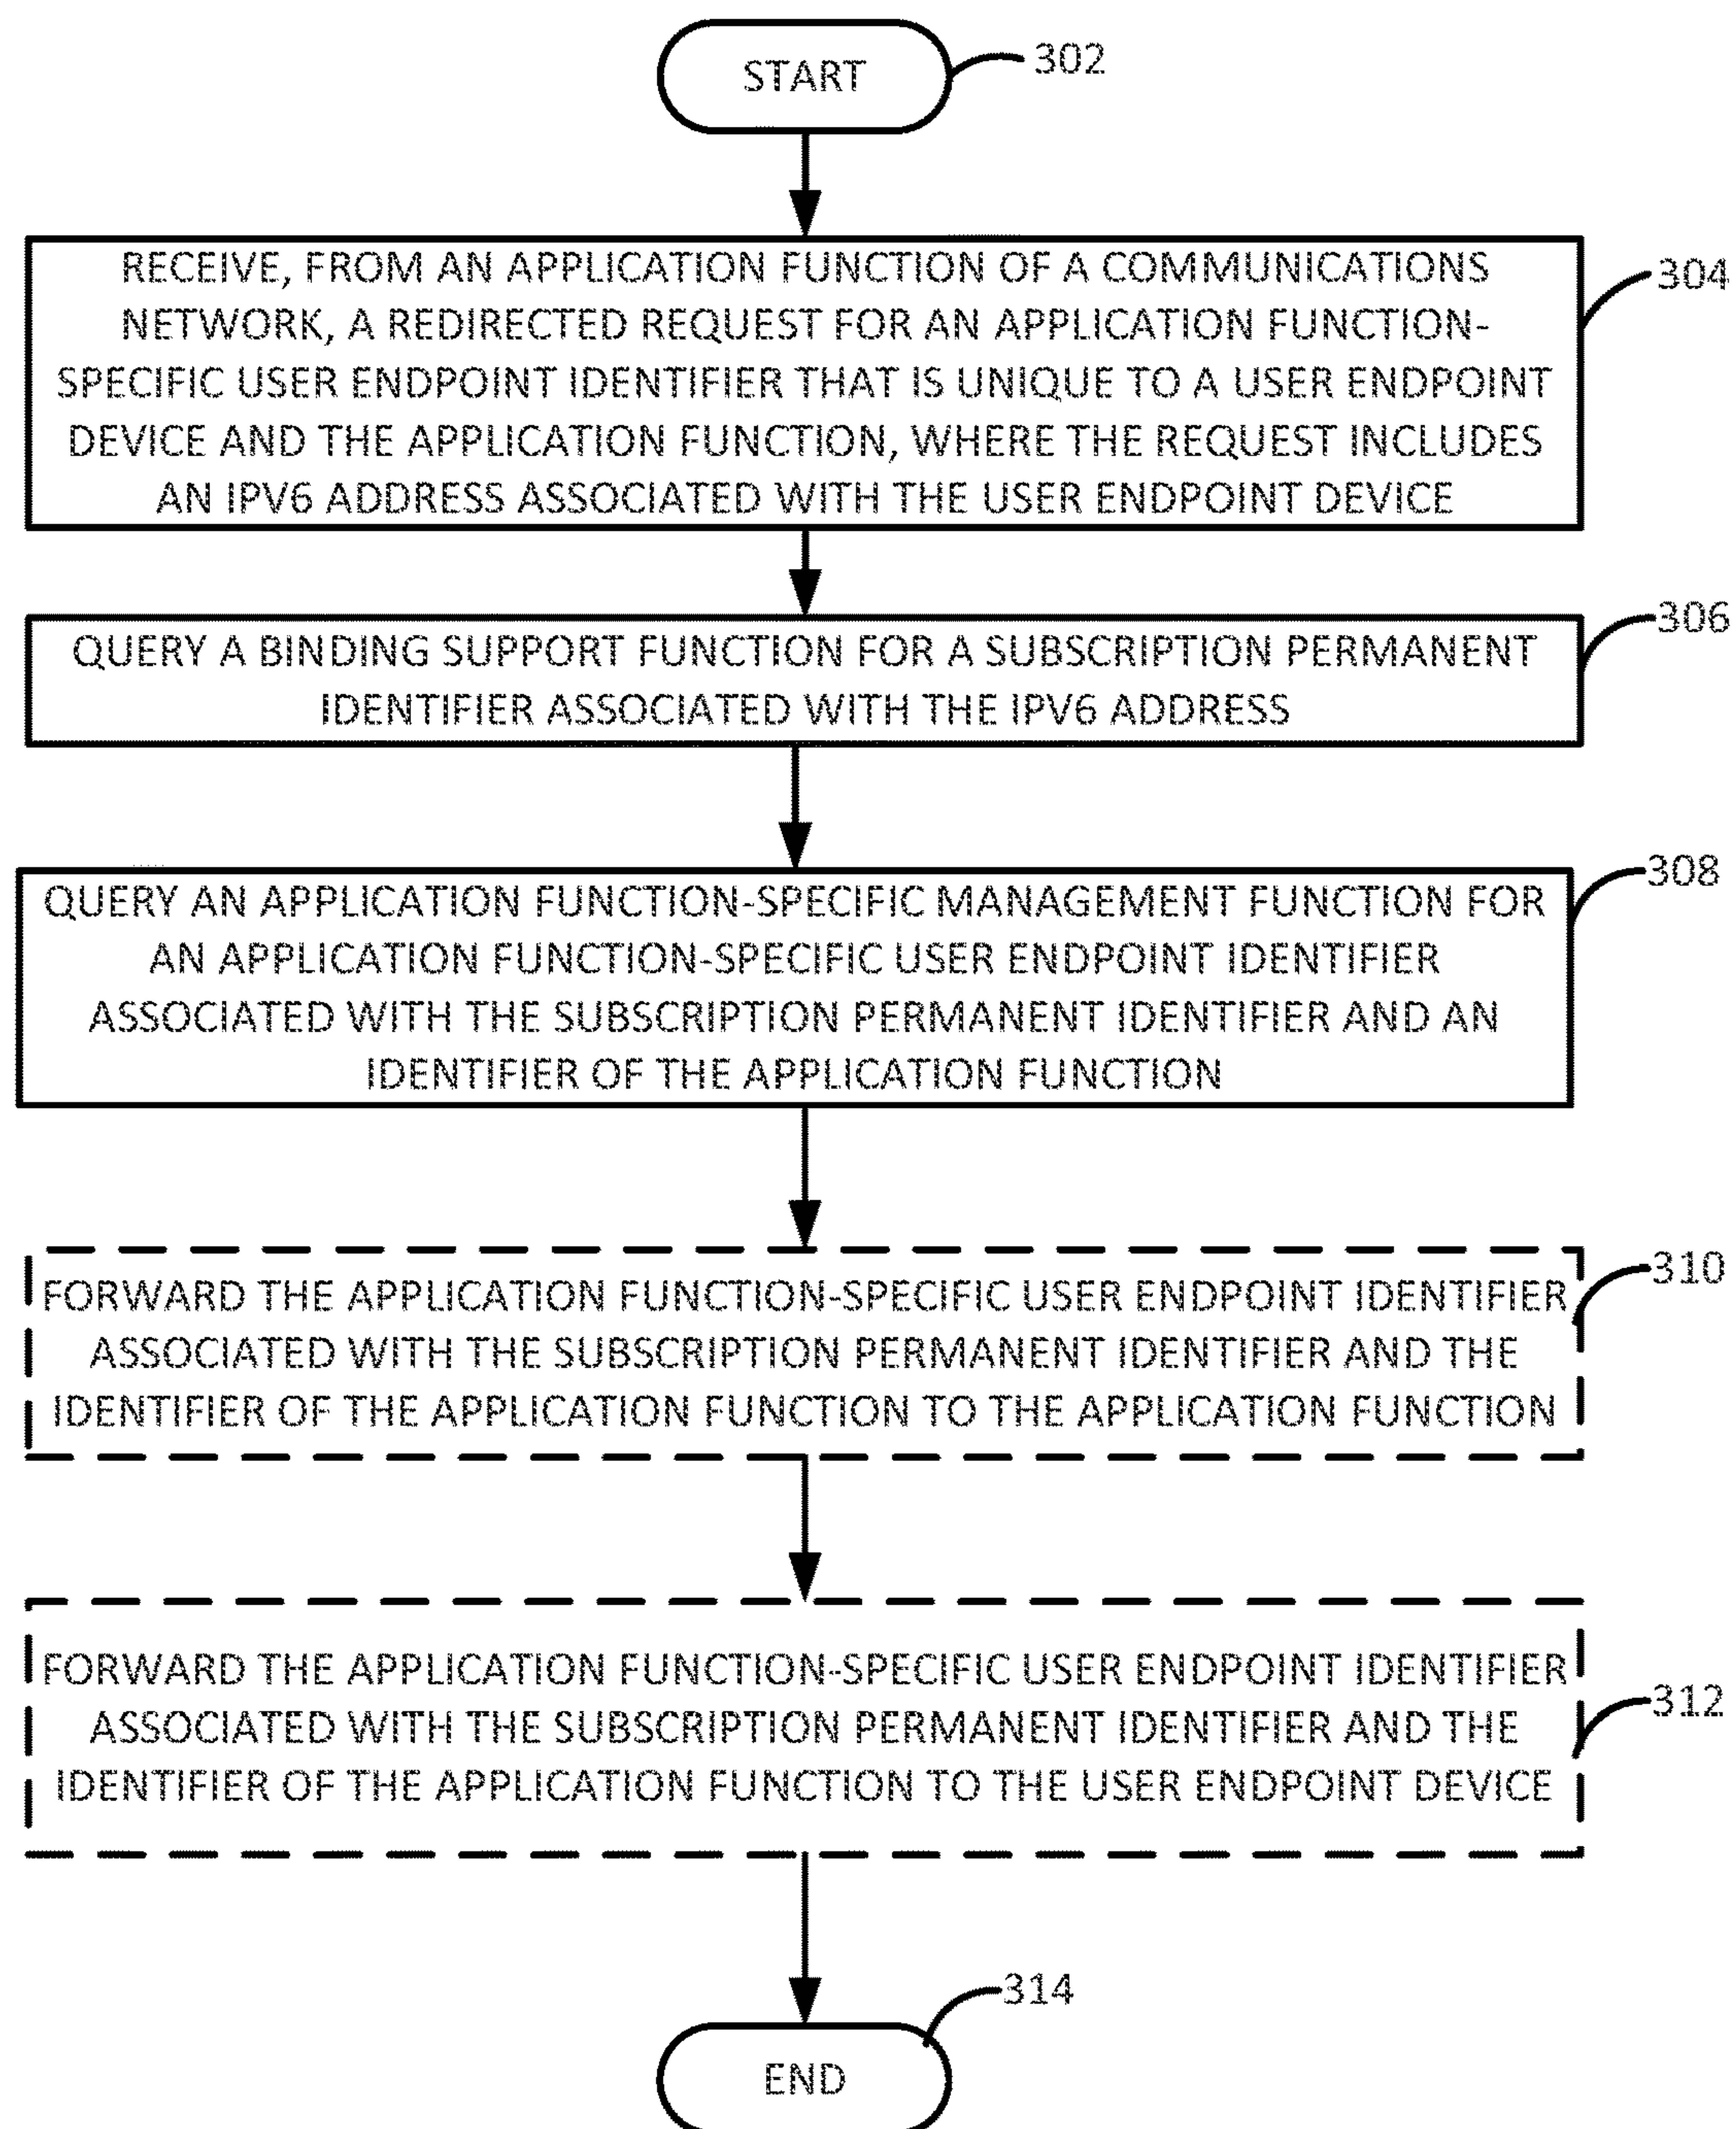 START
302
RECEIVE, FROM AN APPLICATION FUNCTION OF A COMMUNICATIONS
NETWORK, A REDIRECTED REQUEST FOR AN APPLICATION FUNCTION-
SPECIFIC USER ENDPOINT IDENTIFIER THAT IS UNIQUE TO A USER ENDPOINT
DEVICE AND THE APPLICATION FUNCTION, WHERE THE REQUEST INCLUDES
AN IPV6 ADDRESS ASSOCIATED WITH THE USER ENDPOINT DEVICE
304
QUERY A BINDING SUPPORT FUNCTION FOR A SUBSCRIPTION PERMANENT
IDENTIFIER ASSOCIATED WITH THE IPV6 ADDRESS
306
QUERY AN APPLICATION FUNCTION-SPECIFIC MANAGEMENT FUNCTION FOR
AN APPLICATION FUNCTION-SPECIFIC USER ENDPOINT IDENTIFIER
ASSOCIATED WITH THE SUBSCRIPTION PERMANENT IDENTIFIER AND AN
IDENTIFIER OF THE APPLICATION FUNCTION
308
FORWARD THE APPLICATION FUNCTION-SPECIFIC USER ENDPOINT IDENTIFIER
ASSOCIATED WITH THE SUBSCRIPTION PERMANENT IDENTIFIER AND THE
IDENTIFIER OF THE APPLICATION FUNCTION TO THE APPLICATION FUNCTION
310
FORWARD THE APPLICATION FUNCTION-SPECIFIC USER ENDPOINT IDENTIFIER
ASSOCIATED WITH THE SUBSCRIPTION PERMANENT IDENTIFIER AND THE
IDENTIFIER OF THE APPLICATION FUNCTION TO THE USER ENDPOINT DEVICE
312
314
END